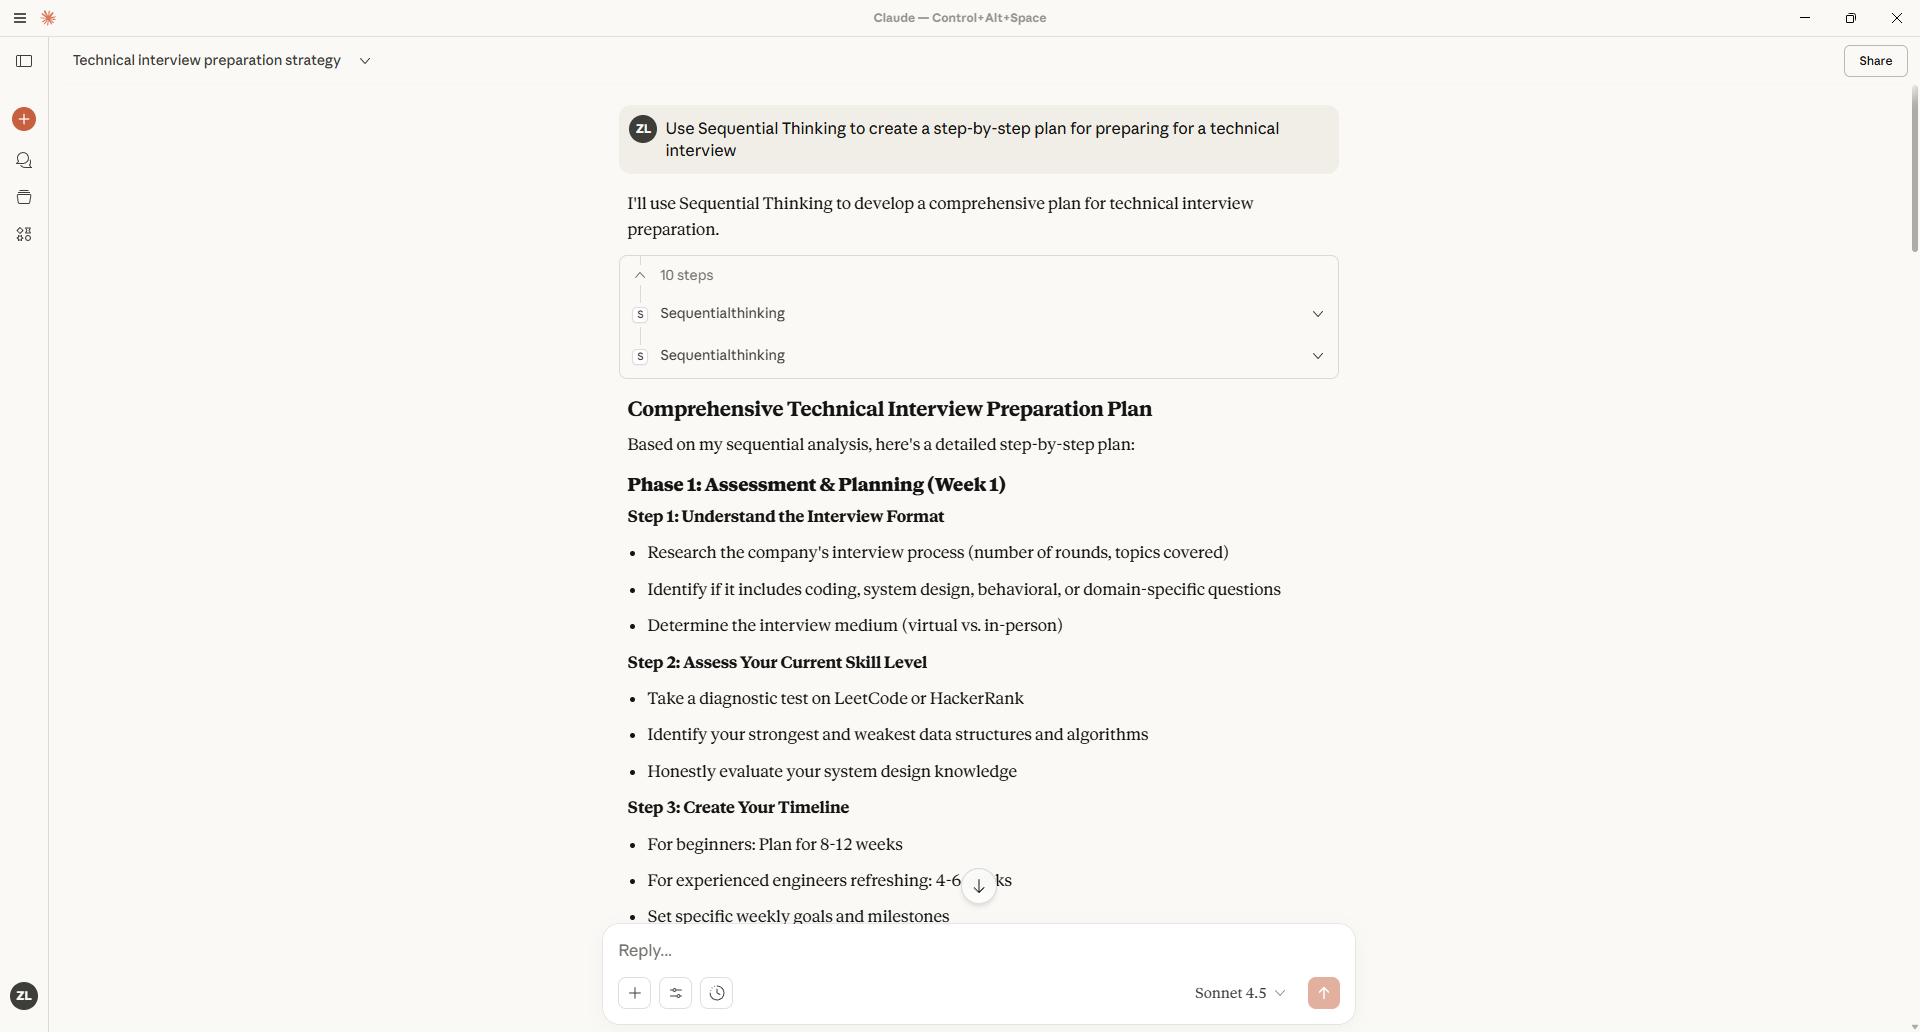 Claude — Control+Alt+Space
Technical interview preparation strategy
Share
ZL
Use Sequential Thinking to create a step-by-step plan for preparing for a technical
interview
I'll use Sequential Thinking to develop a comprehensive plan for technical interview
preparation.
10 steps
S Sequentialthinking
S Sequentialthinking
Comprehensive Technical Interview Preparation Plan
Based on my sequential analysis, here's a detailed step-by-step plan:
Phase 1: Assessment & Planning (Week 1)
Step 1: Understand the Interview Format
• Research the company's interview process (number of rounds, topics covered)
• Identify if it includes coding, system design, behavioral, or domain-specific questions
• Determine the interview medium (virtual vs. in-person)
Step 2: Assess Your Current Skill Level
• Take a diagnostic test on LeetCode or HackerRank
• Identify your strongest and weakest data structures and algorithms
• Honestly evaluate your system design knowledge
Step 3: Create Your Timeline
• For beginners: Plan for 8-12 weeks
• For experienced engineers refreshing: 4-6 ks
• Set specific weekly goals and milestones
Reply...
Sonnet 4.5
ZL